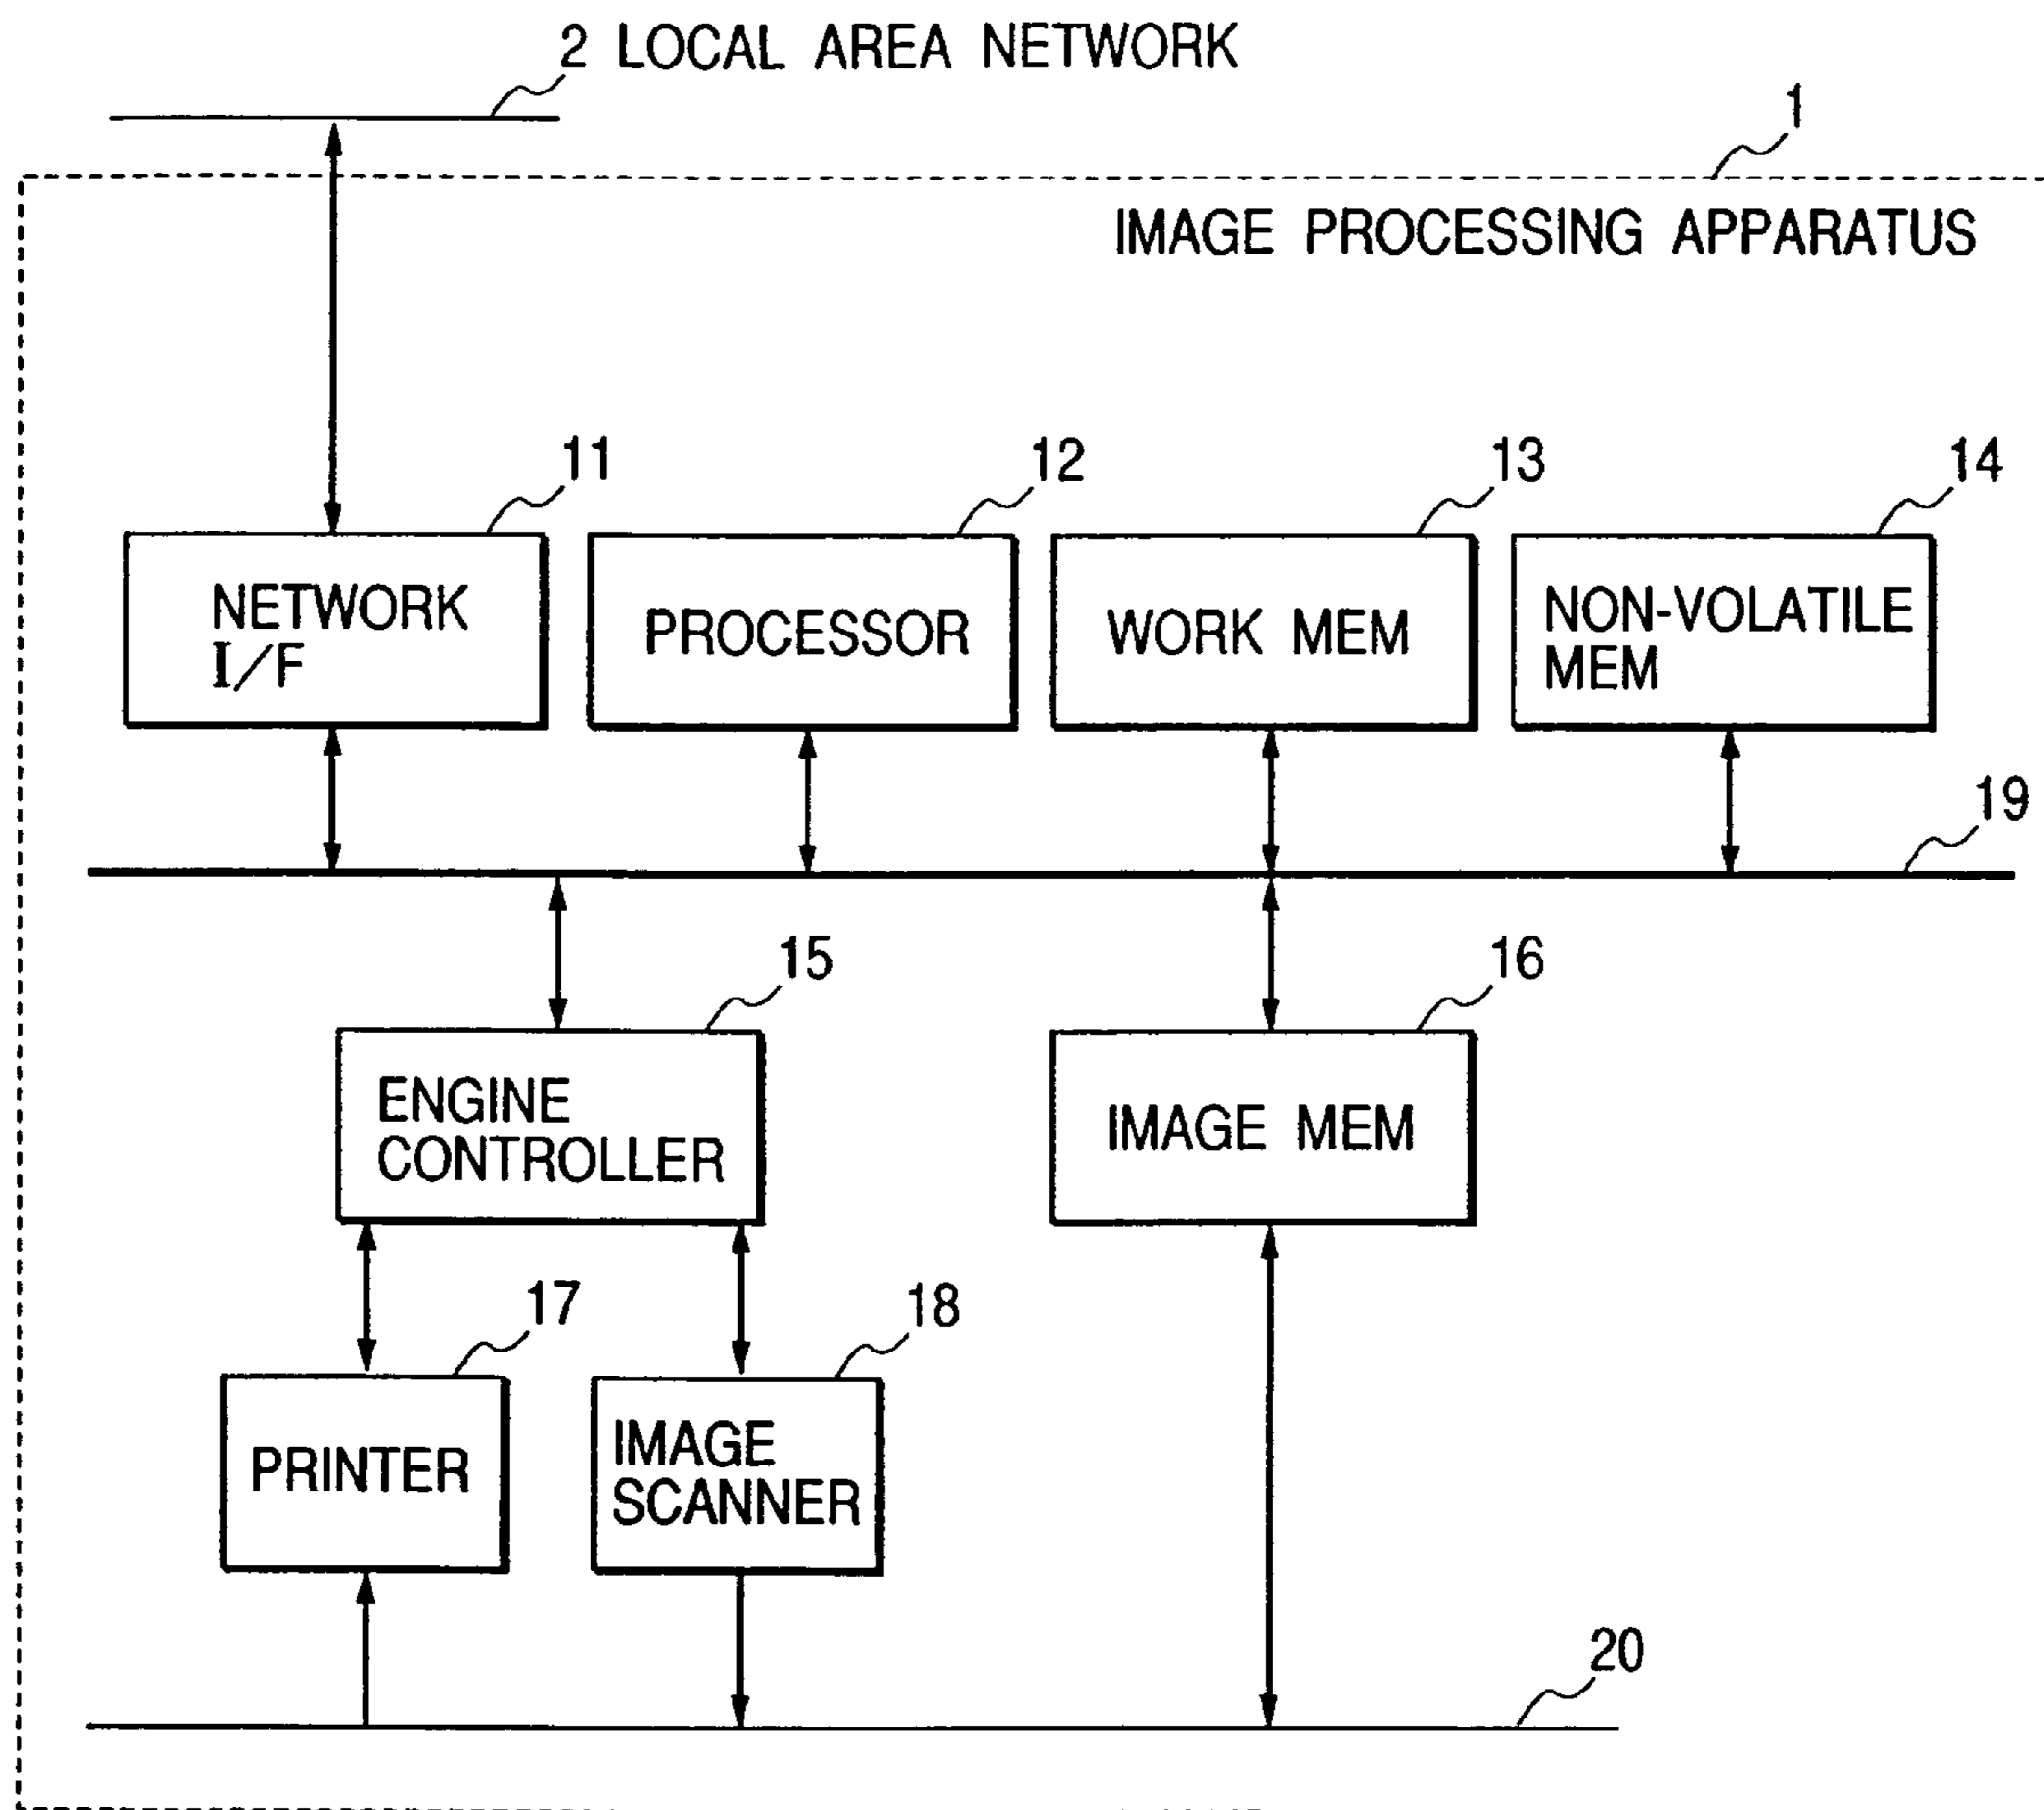 2 LOCAL AREA NETWORK
1
IMAGE PROCESSING APPARATUS
11
12
13
14
NETWORK
I/F
PROCESSOR
WORK MEM
NON-VOLATILE
MEM
19
15
16
ENGINE
CONTROLLER
IMAGE MEM
17
18
PRINTER
IMAGE
SCANNER
20